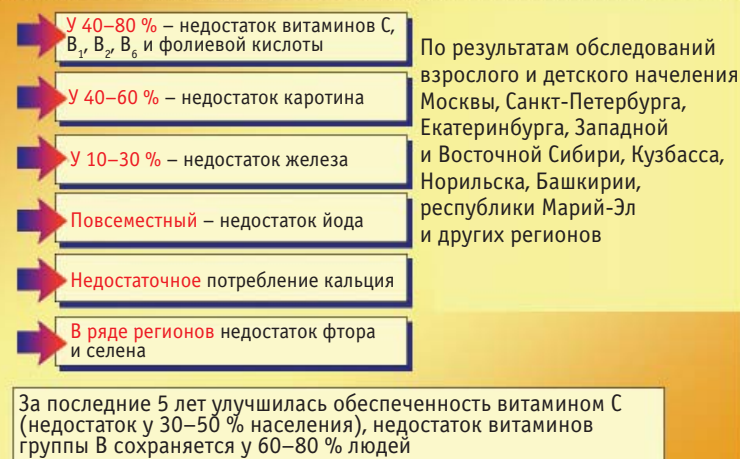 У 40–80 % – недостаток витаминов С,
В₁, В₂, В₆ и фолиевой кислоты
У 40–60 % – недостаток каротина
У 10–30 % – недостаток железа
Повсеместный – недостаток йода
Недостаточное потребление кальция
В ряде регионов недостаток фтора
и селена
По результатам обследований
взрослого и детского начеления
Москвы, Санкт-Петербурга,
Екатеринбурга, Западной
и Восточной Сибири, Кузбасса,
Норильска, Башкирии,
республики Марий-Эл
и других регионов
За последние 5 лет улучшилась обеспеченность витамином С
(недостаток у 30–50 % населения), недостаток витаминов
группы В сохраняется у 60–80 % людей